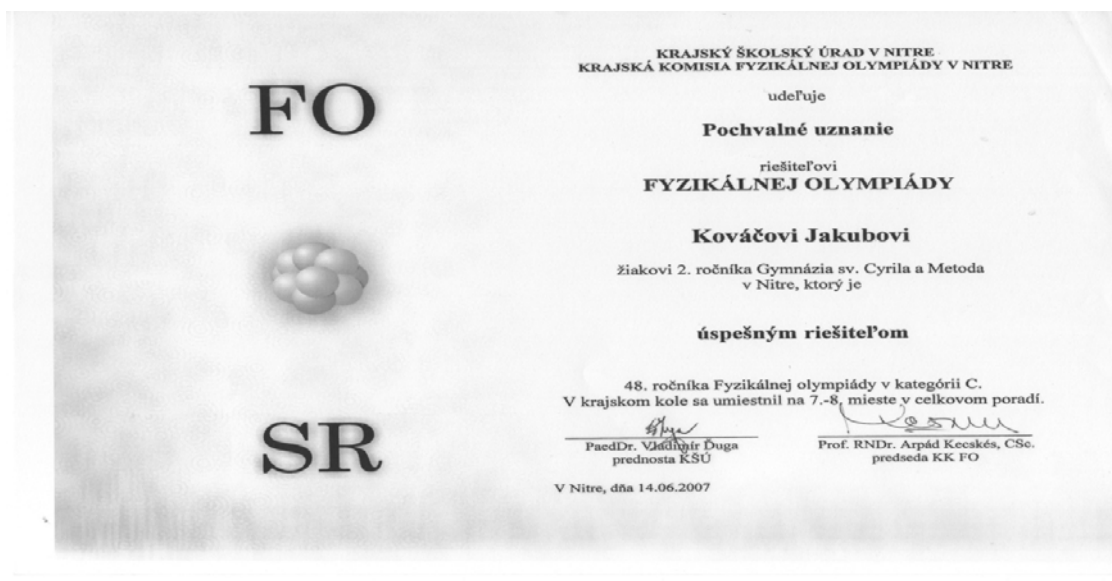 FO
SR
KRAJSKÝ ŠKOLSKÝ ÚRAD V NITRE
KRAJSKÁ KOMISIA FYZIKÁLNEJ OLYMPIÁDY V NITRE
udeľuje
Pochvalné uznanie
riešiteľovi
FYZIKÁLNEJ OLYMPIÁDY
Kováčovi Jakubovi
žiakovi 2. ročníka Gymnázia sv. Cyrila a Metoda
v Nitre, ktorý je
úspešným riešiteľom
48. ročníka Fyzikálnej olympiády v kategórii C.
V krajskom kole sa umiestnil na 7.-8. mieste v celkovom poradí.
PaedDr. Vladimír Ďuga
prednosta KŠÚ
Prof. RNDr. Arpád Kecskés, CSc.
predseda KK FO
V Nitre, dňa 14.06.2007